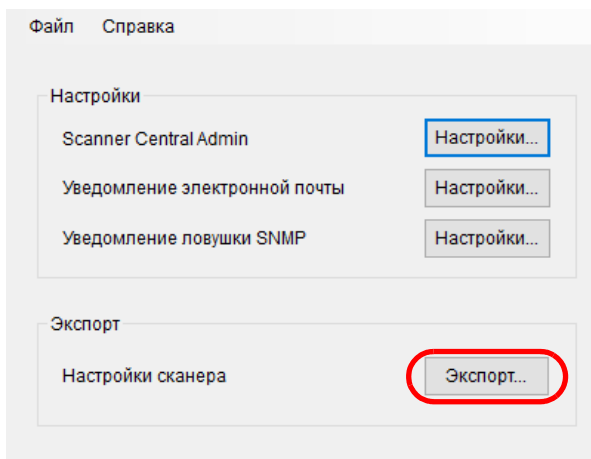 Файл Справка
Настройки
Scanner Central Admin Настройки...
Уведомление электронной почты Настройки...
Уведомление ловушки SNMP Настройки...
Экспорт
Настройки сканера Экспорт...